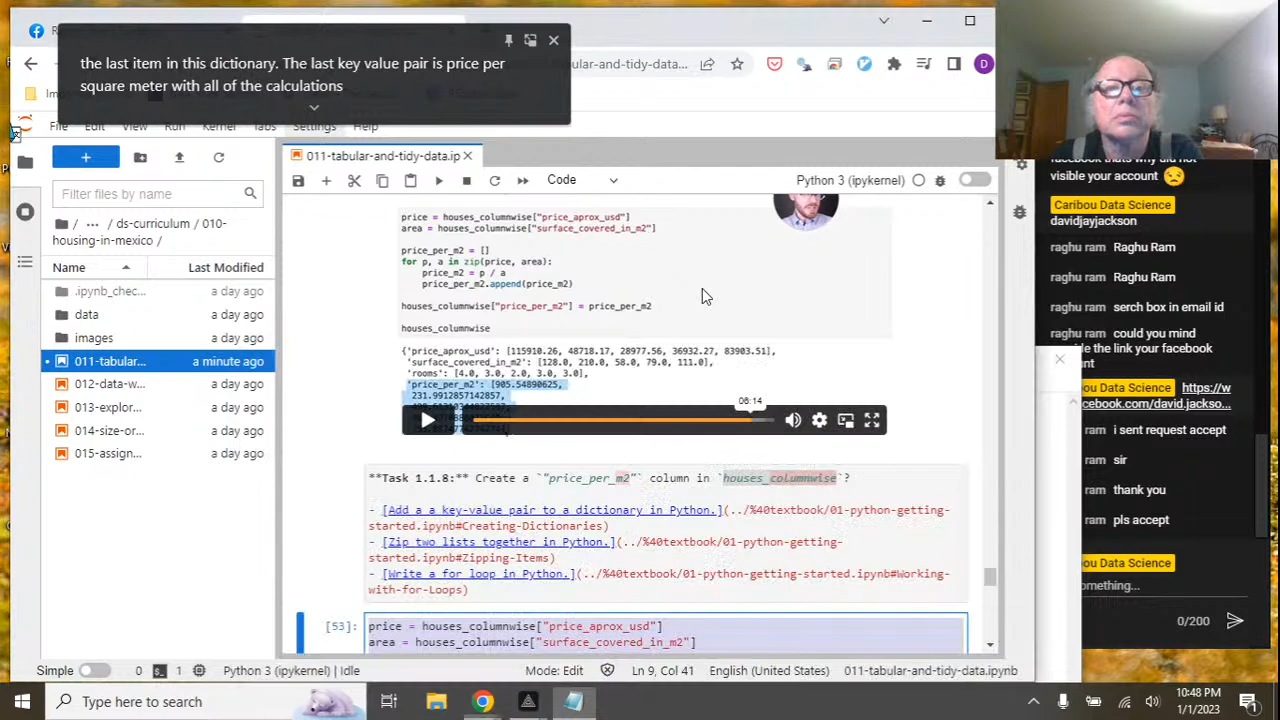 the last item in this dictionary. The last key value pair is price per
square meter with all of the calculations
ular-and-tidy-data...
D
File Edit View Run Kernel Tabs Settings Help
011-tabular-and-tidy-data.ip
Code
Python 3 (ipykernel)
Filter files by name
/ ... / ds-curriculum / 010-
housing-in-mexico /
Name
Last Modified
.ipynb_chec... a day ago
data a day ago
images a day ago
011-tabular... a minute ago
012-data-w... a day ago
013-explor... a day ago
014-size-or... a day ago
015-assign... a day ago
price = houses_columnwise["price_aprox_usd"]
area = houses_columnwise["surface_covered_in_m2"]
price_per_m2 = []
for p, a in zip(price, area):
price_m2 = p / a
price_per_m2.append(price_m2)
houses_columnwise["price_per_m2"] = price_per_m2
houses_columnwise
{'price_aprox_usd': [115910.26, 48718.17, 28977.56, 36932.27, 83903.51],
'surface_covered_in_m2': [128.0, 210.0, 58.0, 79.0, 111.0],
'rooms': [4.0, 3.0, 2.0, 3.0, 3.0],
'price_per_m2': [905.54890625,
231.9912857142857,
06:14
**Task 1.1.8:** Create a `"price_per_m2"` column in `houses_columnwise`?
- [Add a a key-value pair to a dictionary in Python.](../%40textbook/01-python-getting-
started.ipynb#Creating-Dictionaries)
- [Zip two lists together in Python.](../%40textbook/01-python-getting-
started.ipynb#Zipping-Items)
- [Write a for loop in Python.](../%40textbook/01-python-getting-started.ipynb#Working-
with-for-Loops)
[53]:
price = houses_columnwise["price_aprox_usd"]
area = houses_columnwise["surface_covered_in_m2"]
Simple 0 1 Python 3 (ipykernel) | Idle Mode: Edit Ln 9, Col 41 English (United States) 011-tabular-and-tidy-data.ipynb
facebook thats why did not
visible your account
Caribou Data Science
davidjayjackson
raghu ram Raghu Ram
raghu ram Raghu Ram
raghu ram serch box in email id
raghu ram could you mind
the link your facebook
bou Data Science https://w
cebook.com/david.jackso...
i sent request accept
sir
thank you
pls accept
ou Data Science
omething...
0/200
Type here to search
10:48 PM
1/1/2023
1